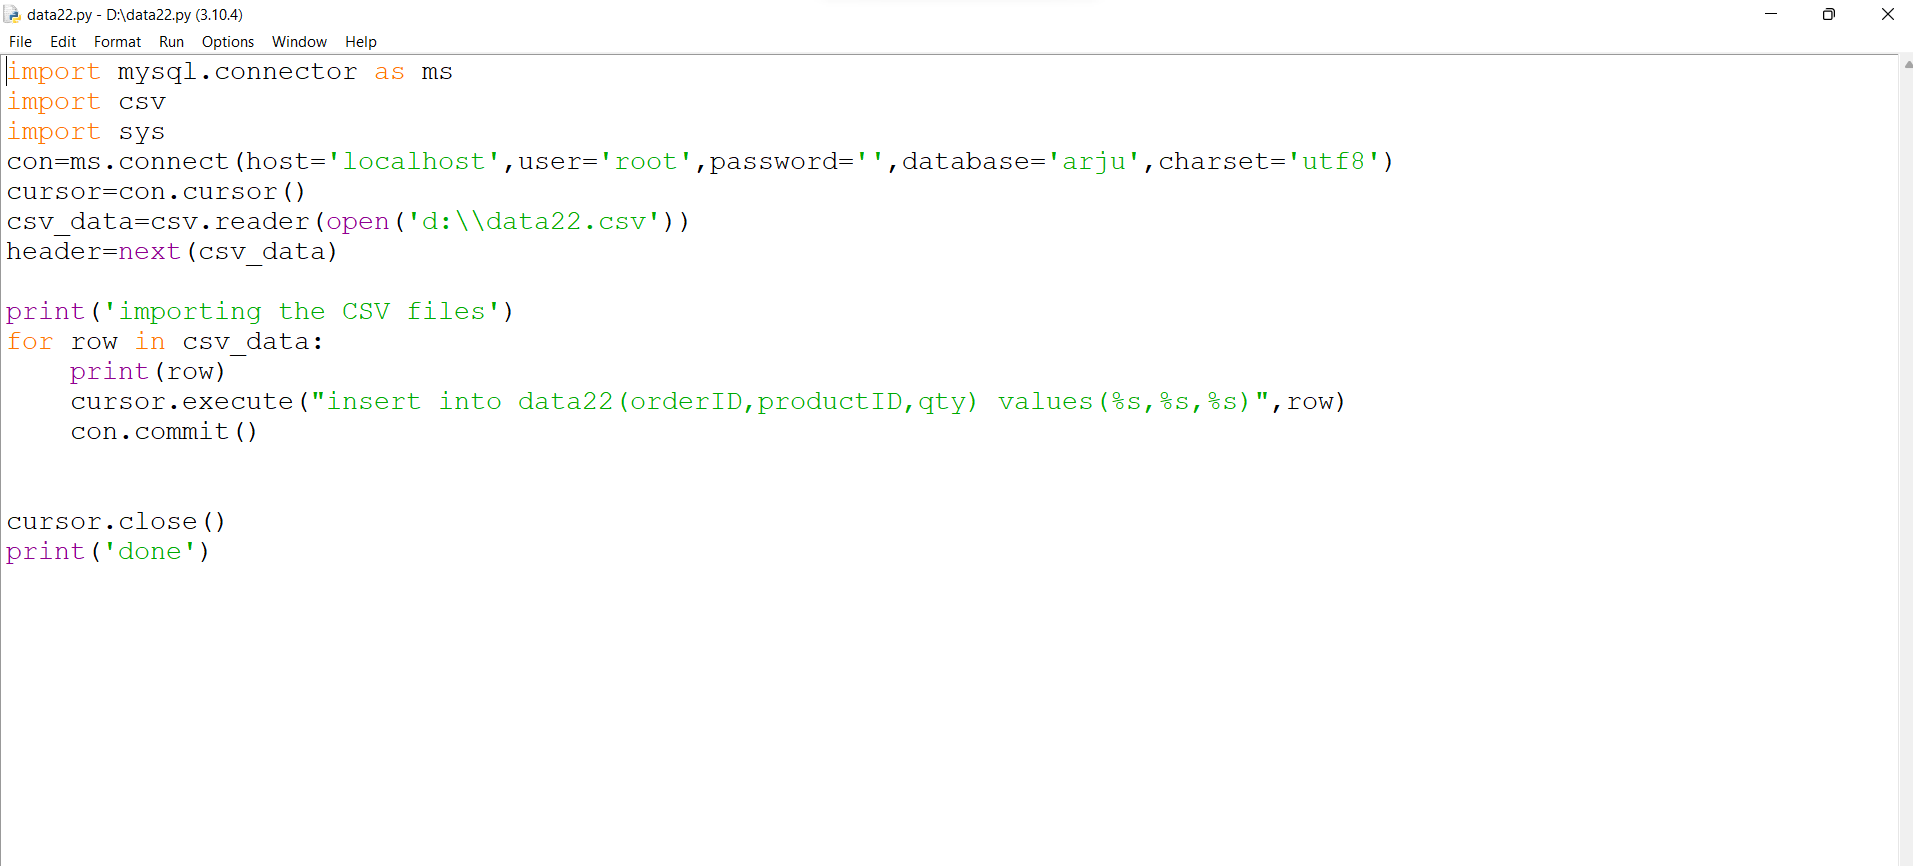 data22.py - D:\data22.py (3.10.4)
File Edit Format Run Options Window Help
import mysql.connector as ms
import csv
import sys
con=ms.connect(host='localhost',user='root',password='',database='arju',charset='utf8')
cursor=con.cursor()
csv_data=csv.reader(open('d:\\data22.csv'))
header=next(csv_data)
print('importing the CSV files')
for row in csv_data:
    print(row)
    cursor.execute("insert into data22(orderID,productID,qty) values(%s,%s,%s)",row)
    con.commit()
cursor.close()
print('done')